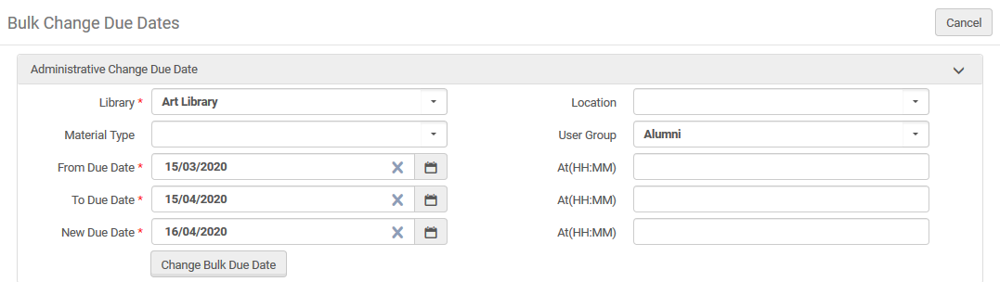 Bulk Change Due Dates
Cancel
Administrative Change Due Date
Library * Art Library Location
Material Type User Group Alumni
From Due Date * 15/03/2020 At(HH:MM)
To Due Date * 15/04/2020 At(HH:MM)
New Due Date * 16/04/2020 At(HH:MM)
Change Bulk Due Date